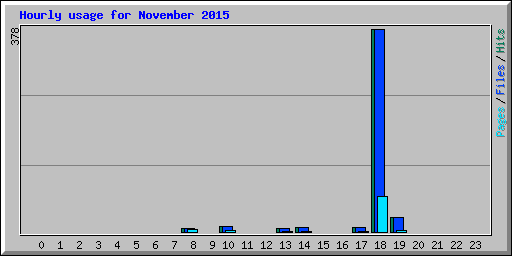 Hourly usage for November 2015
378
Pages/Files/Hits
0 1 2 3 4 5 6 7 8 9 10 11 12 13 14 15 16 17 18 19 20 21 22 23